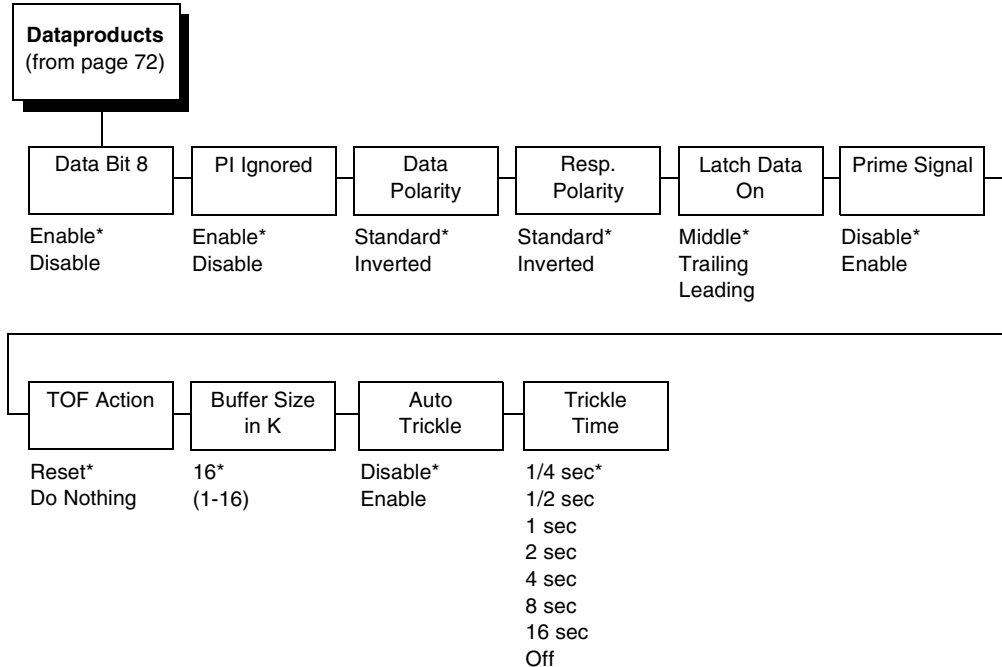 Dataproducts
(from page 72)
Data Bit 8
Enable*
Disable
PI Ignored
Enable*
Disable
Data
Polarity
Standard*
Inverted
Resp.
Polarity
Standard*
Inverted
Latch Data
On
Middle*
Trailing
Leading
Prime Signal
Disable*
Enable
TOF Action
Reset*
Do Nothing
Buffer Size
in K
16*
(1-16)
Auto
Trickle
Disable*
Enable
Trickle
Time
1/4 sec*
1/2 sec
1 sec
2 sec
4 sec
8 sec
16 sec
Off